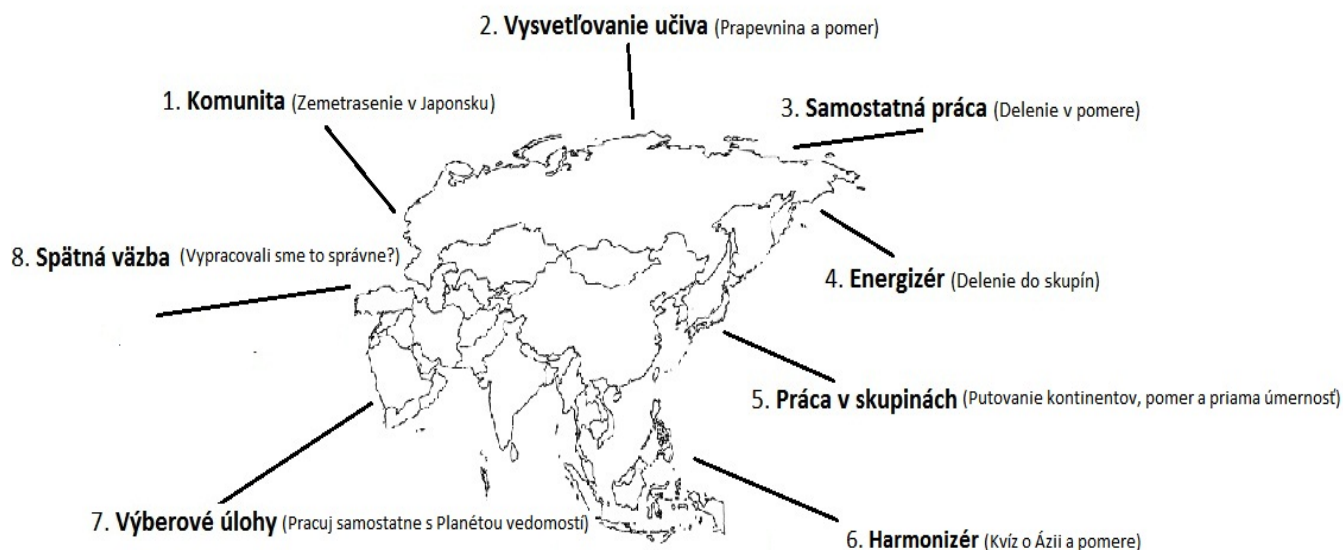 1. Komunita (Zemetrasenie v Japonsku)
2. Vysvetľovanie učiva (Prapevnina a pomer)
3. Samostatná práca (Delenie v pomere)
4. Energizér (Delenie do skupín)
5. Práca v skupinách (Putovanie kontinentov, pomer a priama úmernosť)
6. Harmonizér (Kvíz o Ázii a pomere)
7. Výberové úlohy (Pracuj samostatne s Planétou vedomostí)
8. Spätná väzba (Vypracovali sme to správne?)